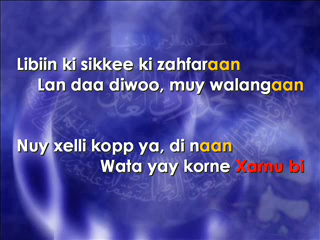 Libiin ki sikkee ki zahfaraan
Lan daa diwoo, muy walangaan
Nuy xelli kopp ya, di naan
Wata yay korne Xamu bi